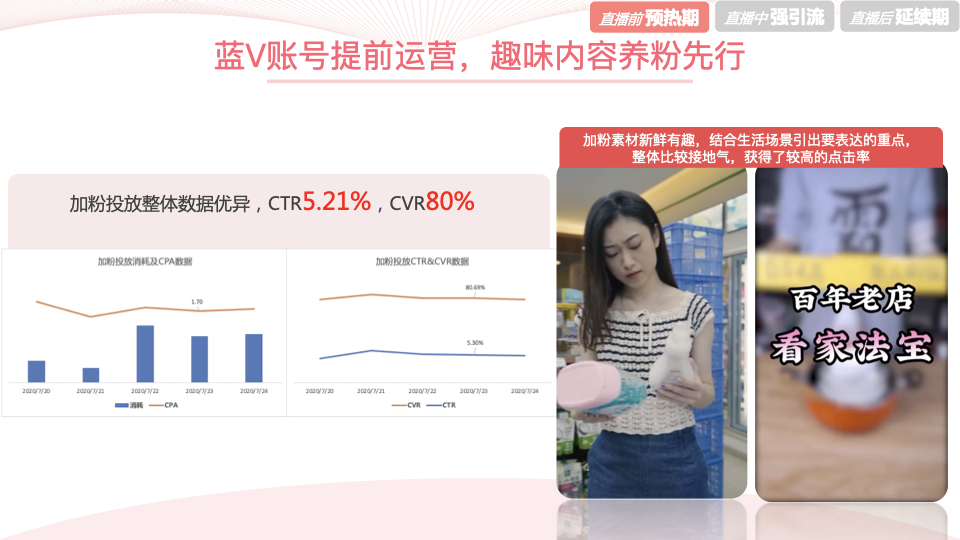 直播前 预热期
直播中 强引流
直播后 延续期
蓝V账号提前运营，趣味内容养粉先行
加粉素材新鲜有趣，结合生活场景引出要表达的重点，
整体比较接地气，获得了较高的点击率
加粉投放整体数据优异，CTR5.21%，CVR80%
加粉投放消耗及CPA数据
1.70
2020/7/20 2020/7/21 2020/7/22 2020/7/23 2020/7/24
消耗 CPA
加粉投放CTR&CVR数据
80.69%
5.30%
2020/7/20 2020/7/21 2020/7/22 2020/7/23 2020/7/24
CVR CTR
百年老店
看家法宝